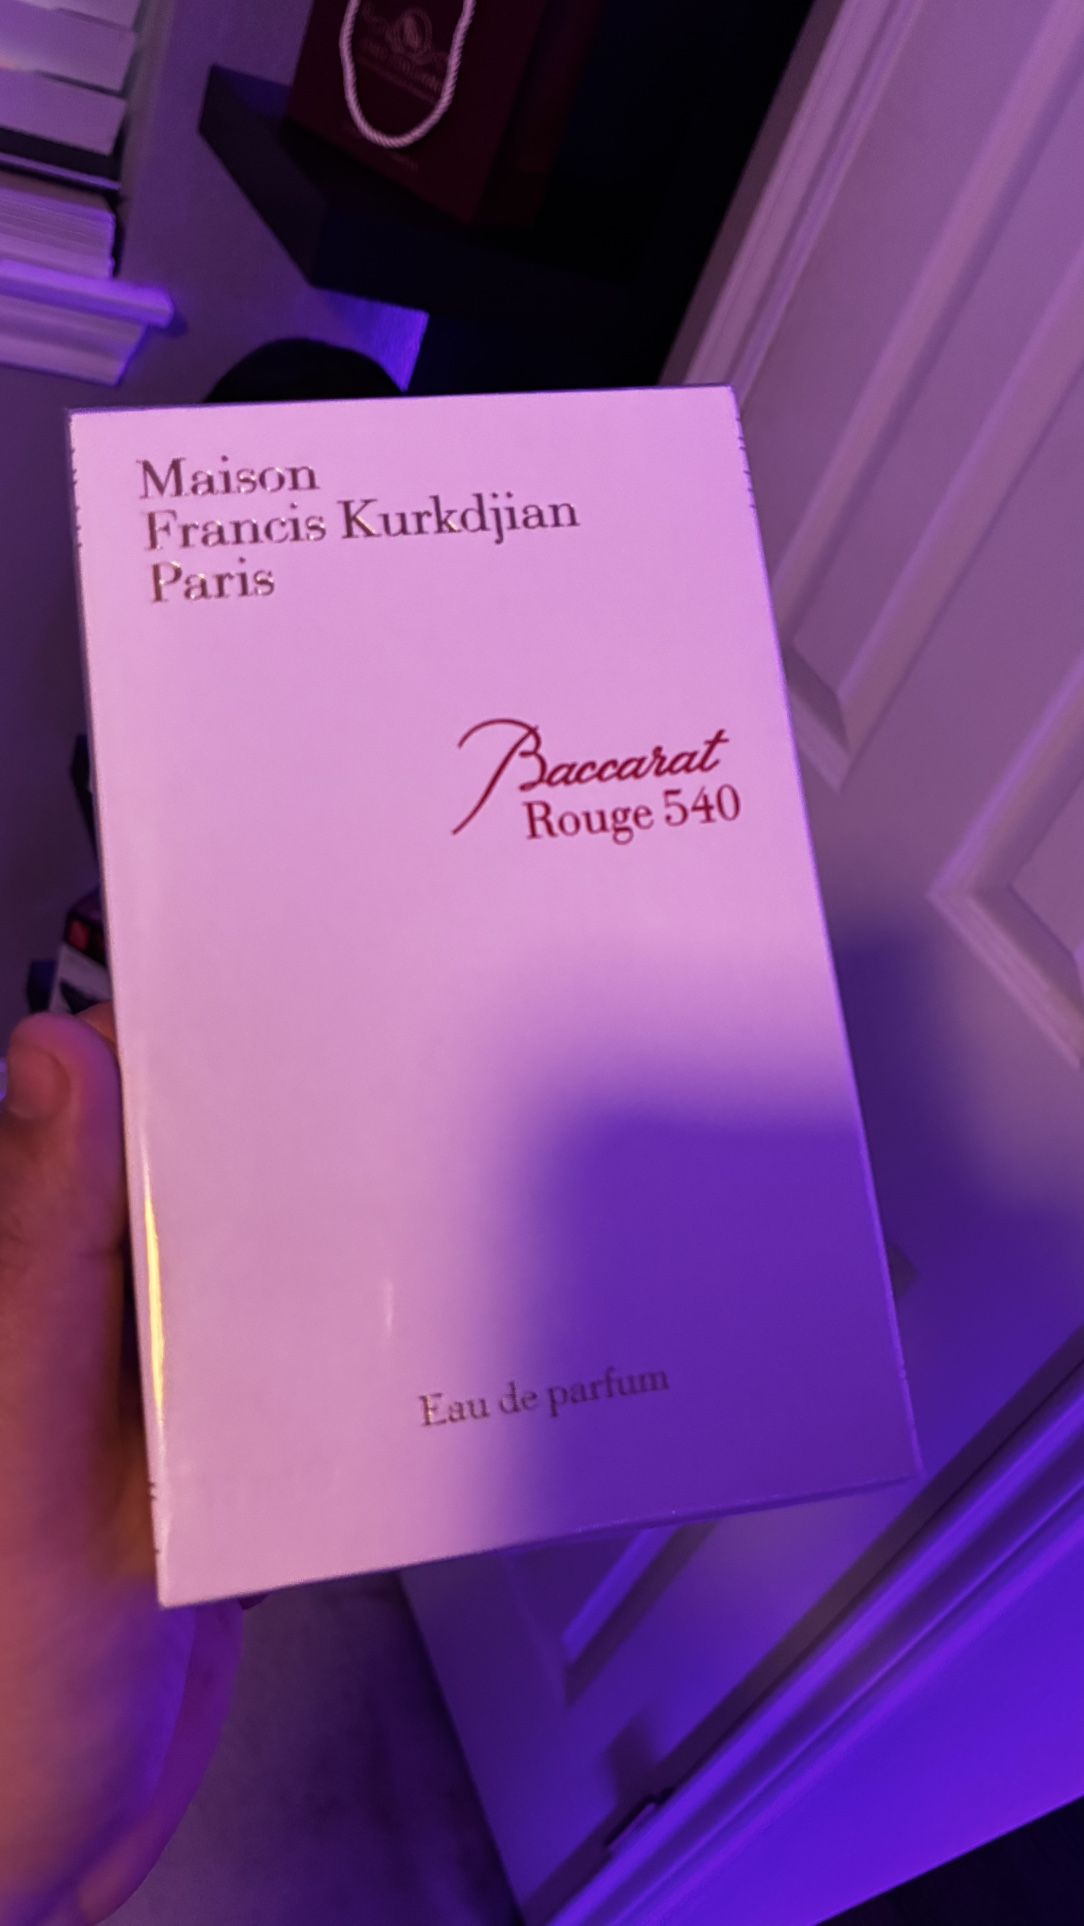 Maison
Francis Kurkdjian
Paris
Baccarat
Rouge 540
Eau de parfum